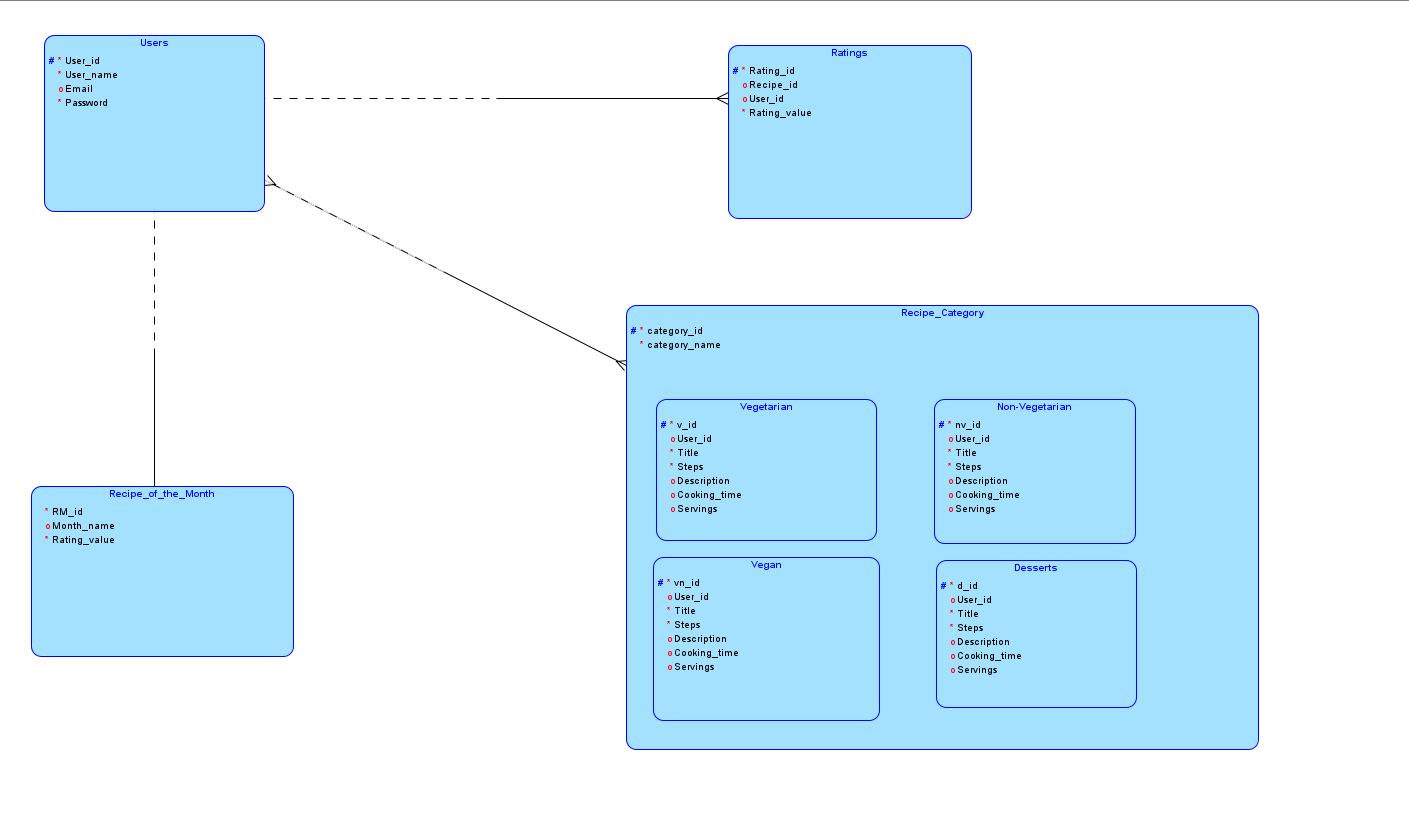 Users
# * User_id
* User_name
o Email
* Password
Ratings
# * Rating_id
o Recipe_id
o User_id
* Rating_value
Recipe_Category
# * category_id
* category_name
Vegetarian
# * v_id
o User_id
* Title
* Steps
o Description
o Cooking_time
o Servings
Non-Vegetarian
# * nv_id
o User_id
* Title
* Steps
o Description
o Cooking_time
o Servings
Recipe_of_the_Month
* RM_id
o Month_name
* Rating_value
Vegan
# * vn_id
o User_id
* Title
* Steps
o Description
o Cooking_time
o Servings
Desserts
# * d_id
o User_id
* Title
* Steps
o Description
o Cooking_time
o Servings